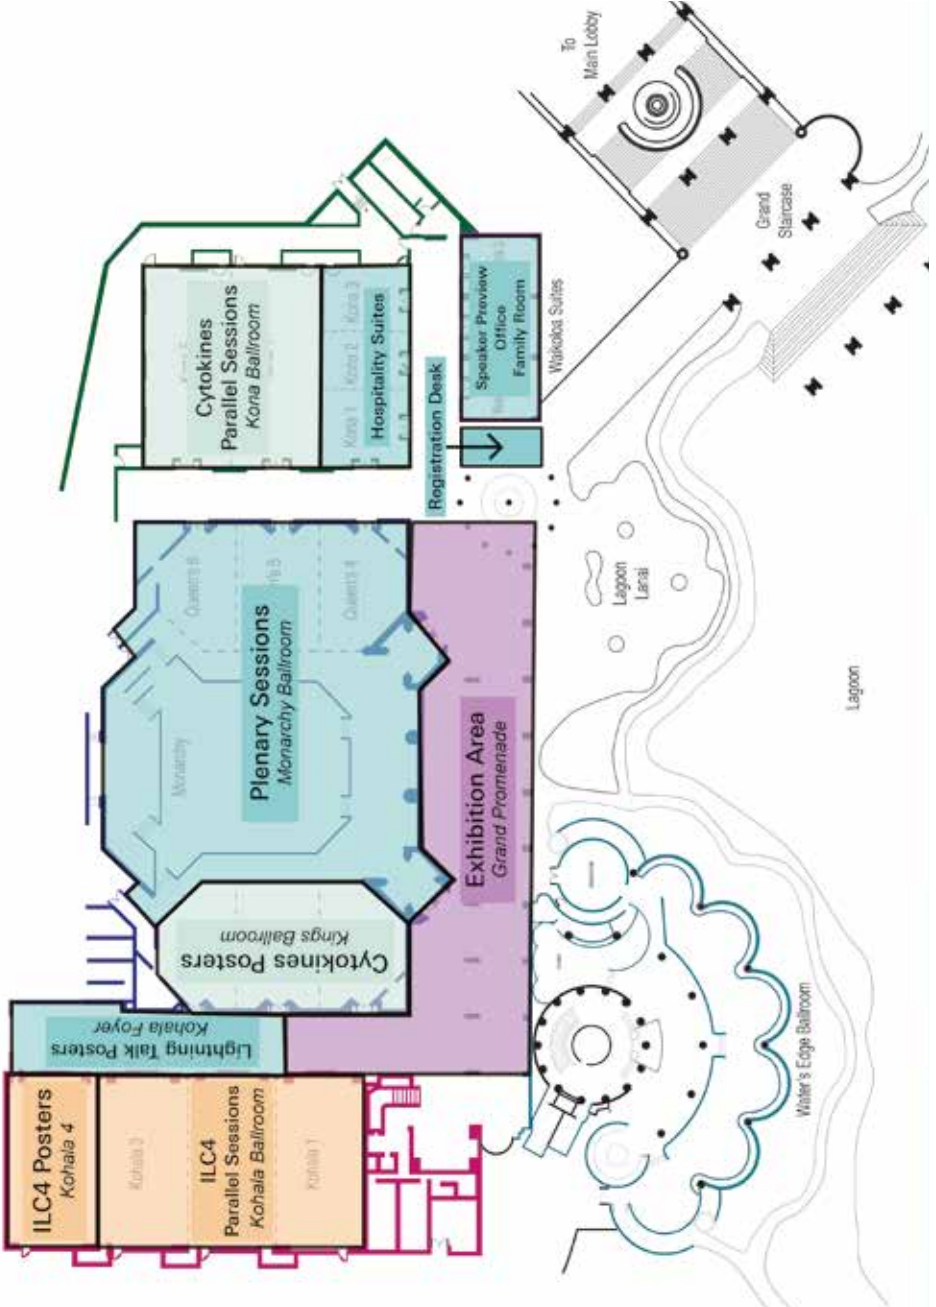 To
Main Lobby
Grand
Staircase
Cytokines
Parallel Sessions
Kona Ballroom
Kona 1
Kona 2
Kona 3
Hospitality Suites
Registration Desk
Speaker Preview
Office
Family Room
Waikoloa Suites
Queen's 6
Queen's 4
Monarchy
Plenary Sessions
Monarchy Ballroom
Exhibition Area
Grand Promenade
Lagoon
Lanai
Lagoon
Cytokines Posters
Kings Ballroom
Lightning Talk Posters
Kohala Foyer
ILC4 Posters
Kohala 4
Kohala 3
ILC4
Parallel Sessions
Kohala Ballroom
Kohala 1
Water's Edge Ballroom